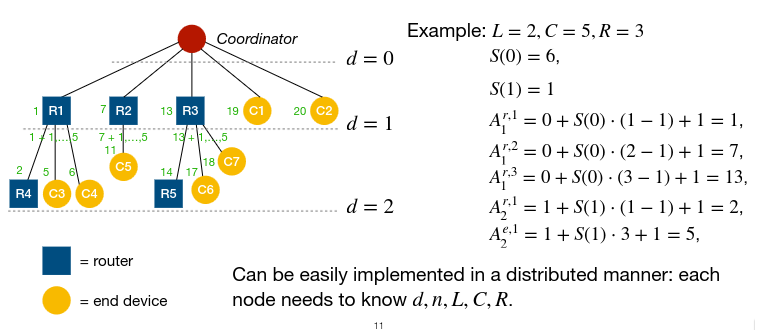 Coordinator
Example: L = 2, C = 5, R = 3
d = 0
S(0) = 6,
S(1) = 1
1 R1 7 R2 13 R3 19 C1 20 C2
d = 1
A_1^{r,1} = 0 + S(0) · (1 − 1) + 1 = 1,
1 + 1,...,5 7 + 1,...,5 13 + 1,...,5
A_1^{r,2} = 0 + S(0) · (2 − 1) + 1 = 7,
11 C5 18 C7
A_1^{r,3} = 0 + S(0) · (3 − 1) + 1 = 13,
2 5 6 14 17
R4 C3 C4 R5 C6
d = 2
A_2^{r,1} = 1 + S(1) · (1 − 1) + 1 = 2,
A_2^{e,1} = 1 + S(1) · 3 + 1 = 5,
= router
= end device
Can be easily implemented in a distributed manner: each
node needs to know d, n, L, C, R.
11